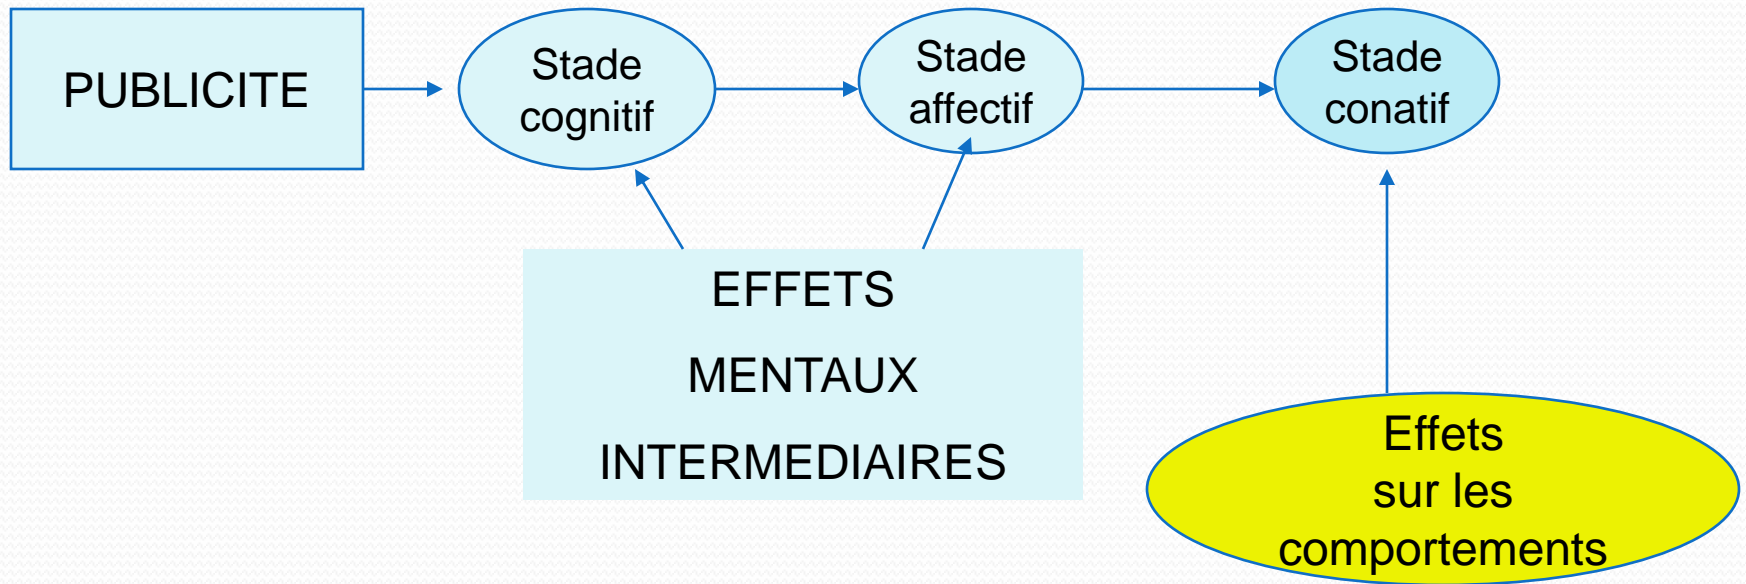 PUBLICITE
Stade
cognitif
Stade
affectif
Stade
conatif
EFFETS
MENTAUX
INTERMEDIAIRES
Effets
sur les
comportements